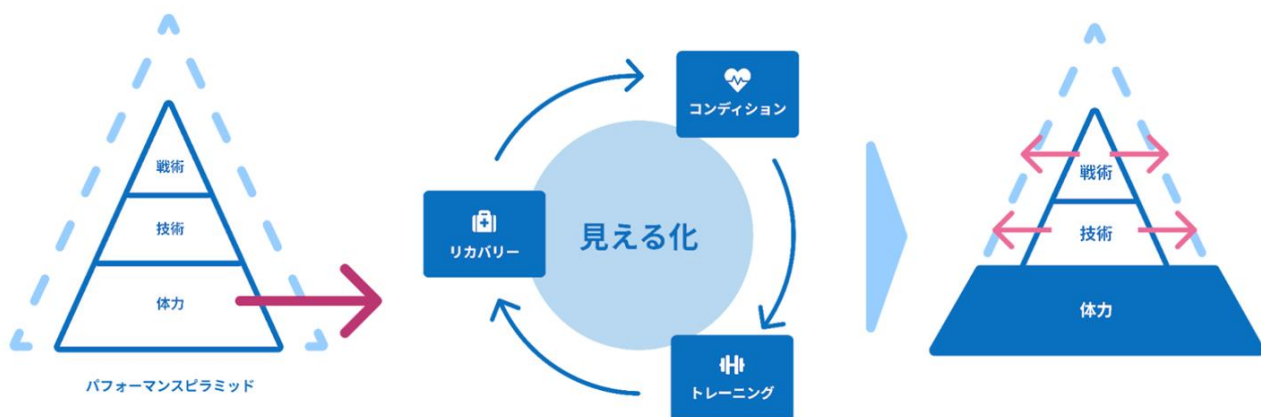 戦術
技術
体力
パフォーマンスピラミッド
コンディション
リカバリー
見える化
トレーニング
戦術
技術
体力